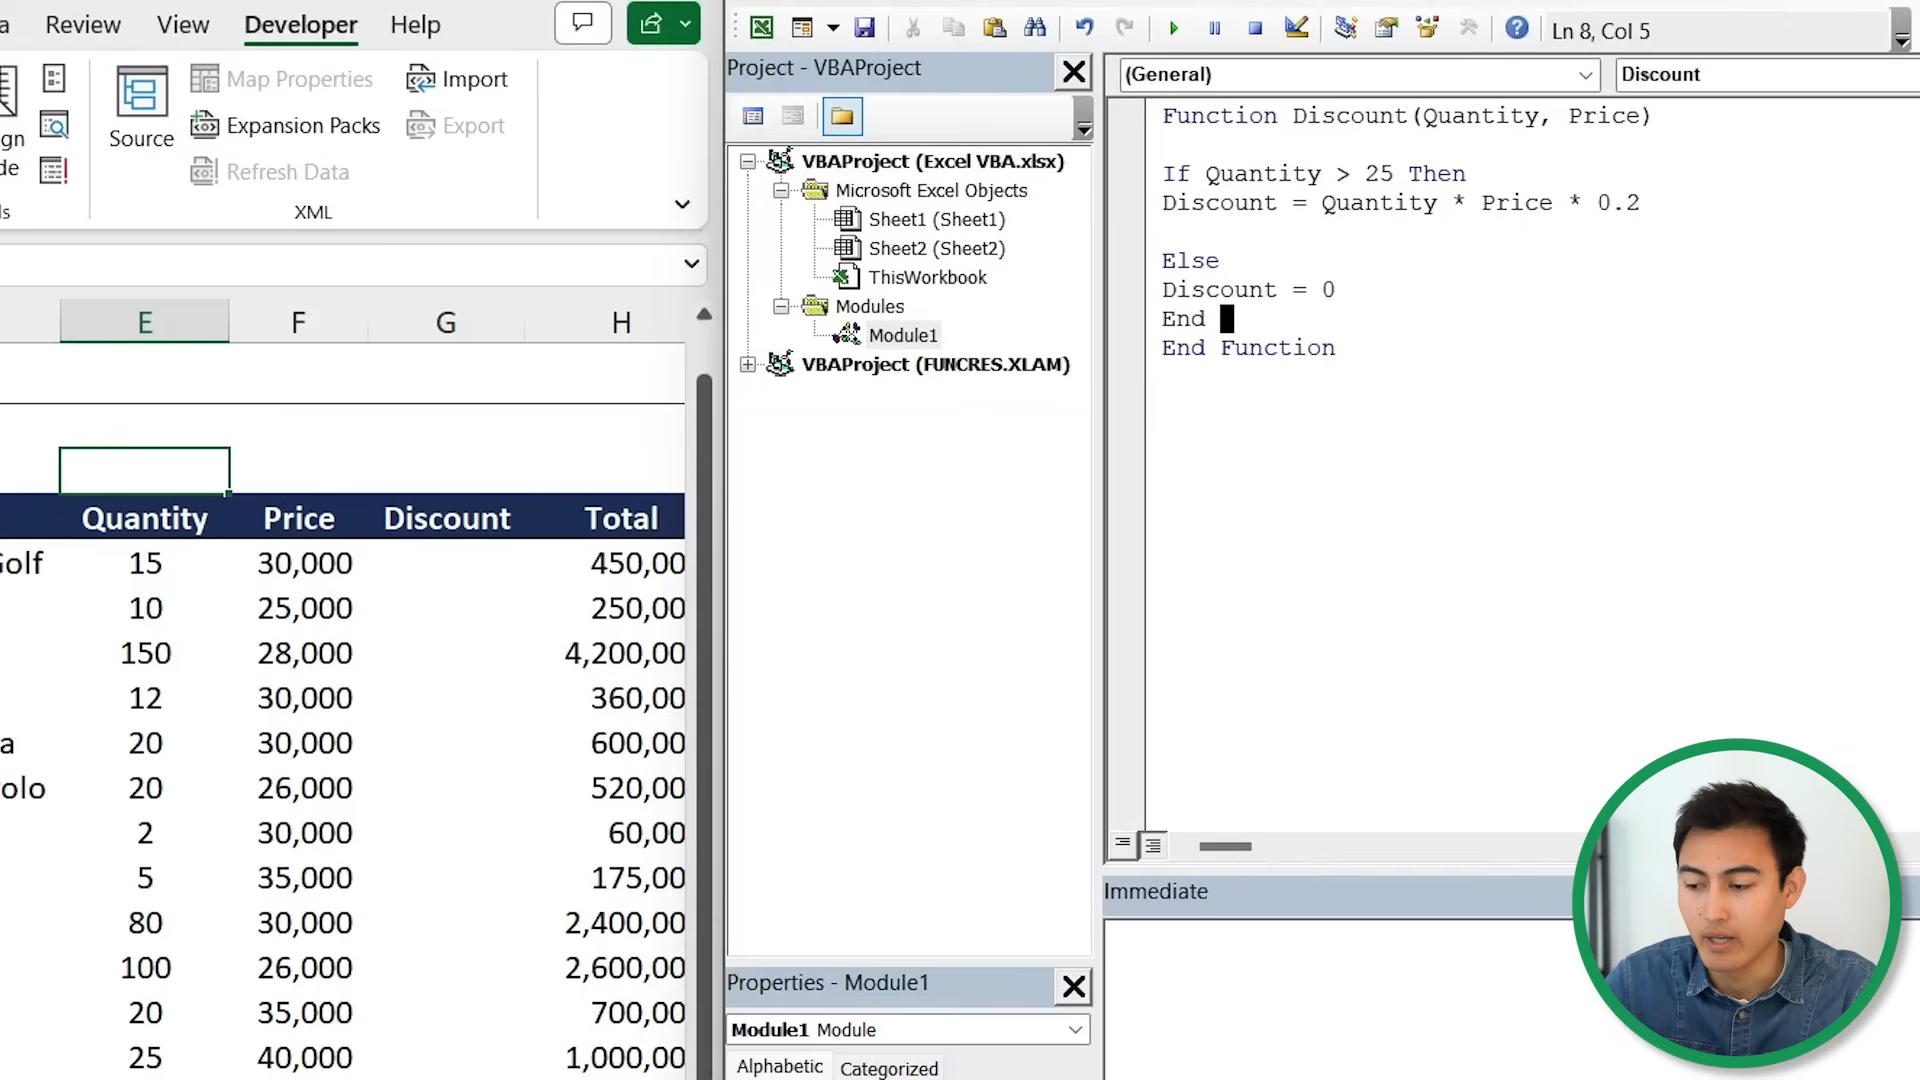 Review View Developer Help
Map Properties Import
Source Expansion Packs Export
Refresh Data
XML
E F G H
Quantity Price Discount Total
Golf 15 30,000 450,00
10 25,000 250,00
150 28,000 4,200,00
12 30,000 360,00
a 20 30,000 600,00
olo 20 26,000 520,00
2 30,000 60,00
5 35,000 175,00
80 30,000 2,400,00
100 26,000 2,600,00
20 35,000 700,00
25 40,000 1,000,00
Ln 8, Col 5
Project - VBAProject
VBAProject (Excel VBA.xlsx)
Microsoft Excel Objects
Sheet1 (Sheet1)
Sheet2 (Sheet2)
ThisWorkbook
Modules
Module1
VBAProject (FUNCRES.XLAM)
Properties - Module1
Module1 Module
Alphabetic Categorized
(General) Discount
Function Discount(Quantity, Price)
If Quantity > 25 Then
Discount = Quantity * Price * 0.2
Else
Discount = 0
End
End Function
Immediate